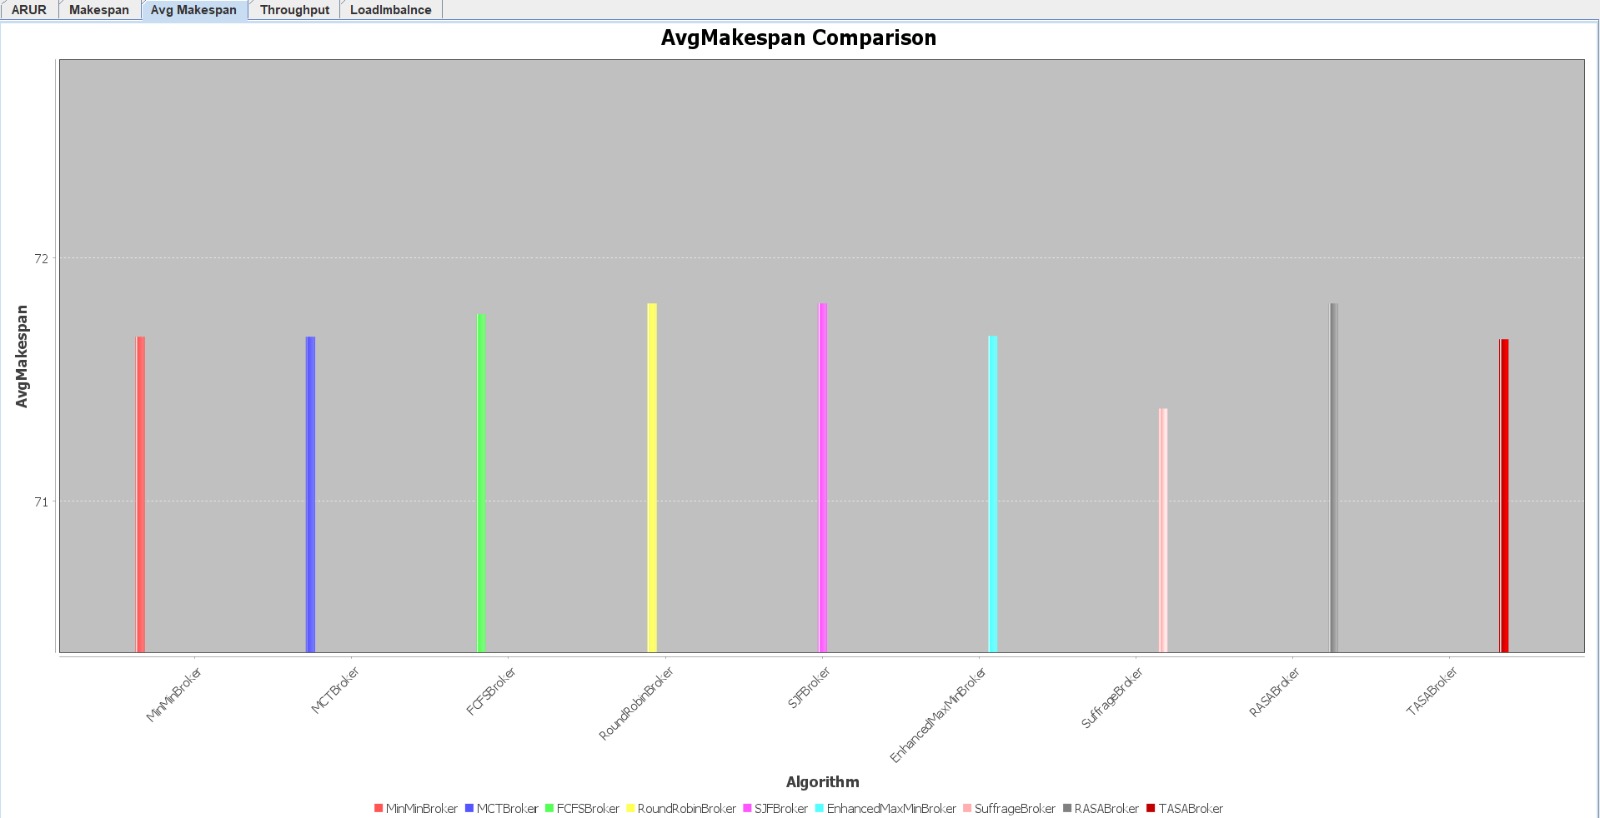 ARUR Makespan Avg Makespan Throughput LoadImbalnce
AvgMakespan Comparison
72
71
AvgMakespan
MinMinBroker
MCTBroker
FCFSBroker
RoundRobinBroker
SJFBroker
EnhancedMaxMinBroker
SuffrageBroker
RASABroker
TASABroker
Algorithm
MinMinBroker MCTBroker FCFSBroker RoundRobinBroker SJFBroker EnhancedMaxMinBroker SuffrageBroker RASABroker TASABroker